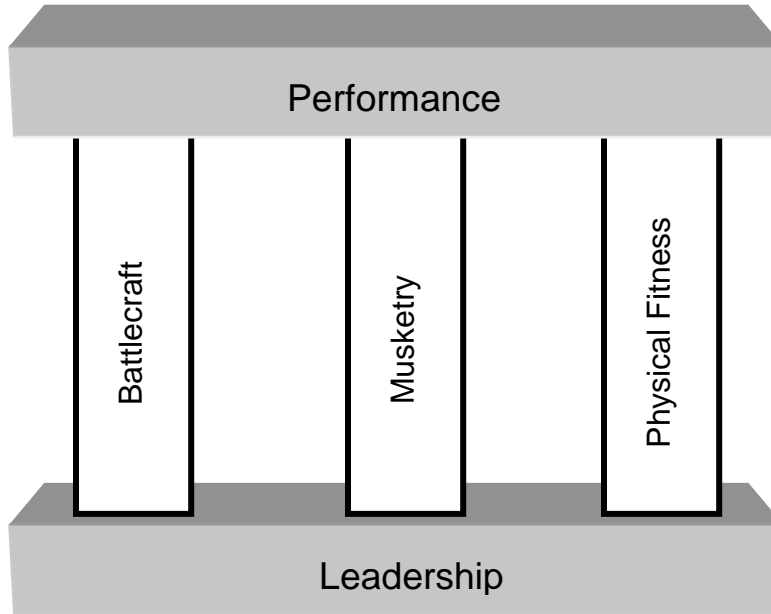 Performance
Battlecraft
Musketry
Physical Fitness
Leadership